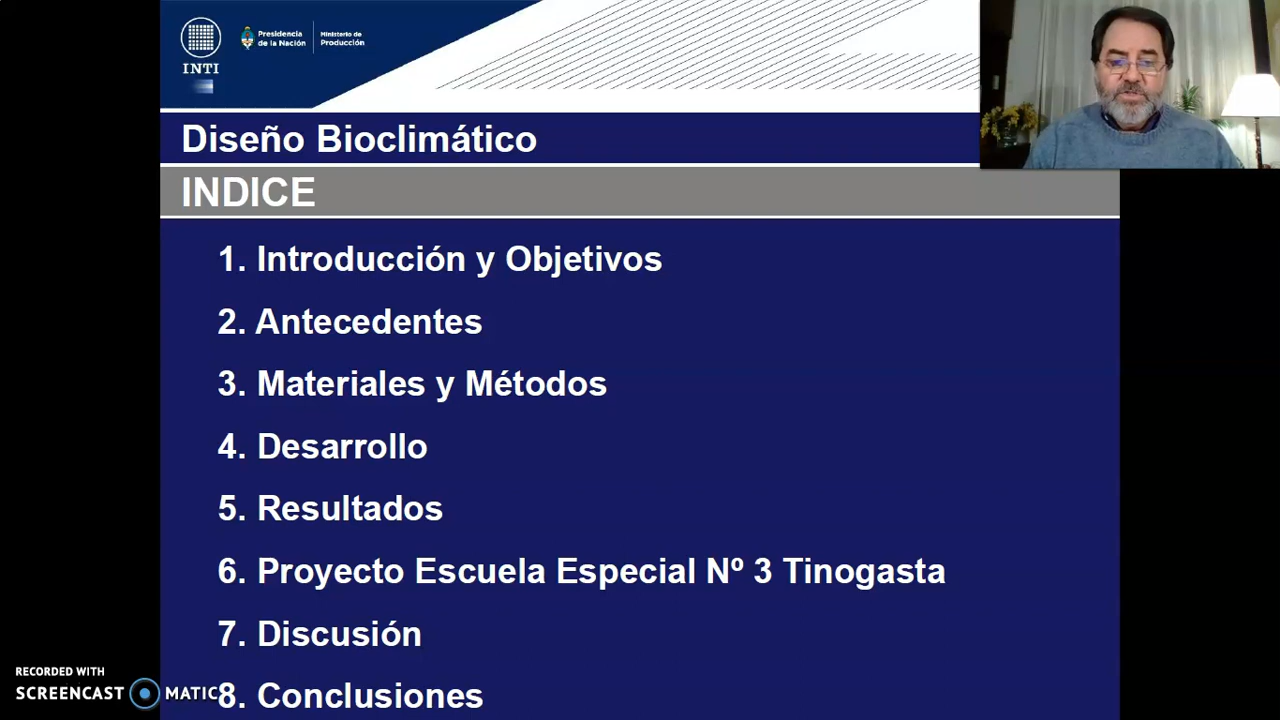 INTI
Presidencia
de la Nación
Ministerio de
Producción
Diseño Bioclimático
INDICE
1. Introducción y Objetivos
2. Antecedentes
3. Materiales y Métodos
4. Desarrollo
5. Resultados
6. Proyecto Escuela Especial Nº 3 Tinogasta
7. Discusión
8. Conclusiones
RECORDED WITH
SCREENCAST MATIC